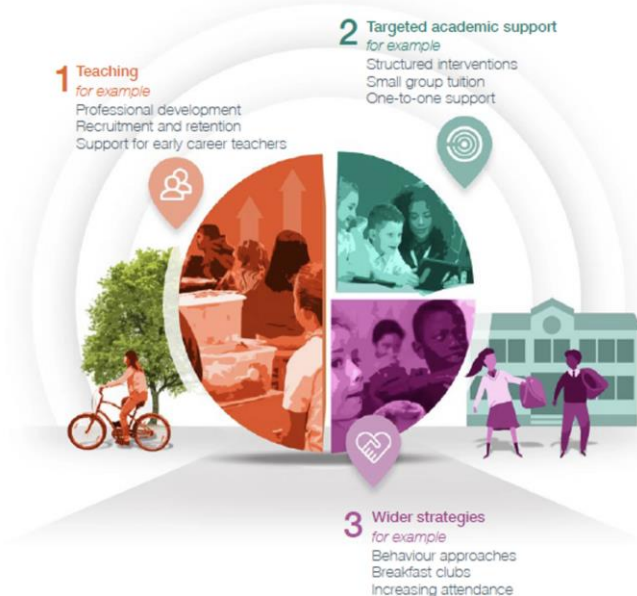 1 Teaching
for example
Professional development
Recruitment and retention
Support for early career teachers
2 Targeted academic support
for example
Structured interventions
Small group tuition
One-to-one support
3 Wider strategies
for example
Behaviour approaches
Breakfast clubs
Increasing attendance